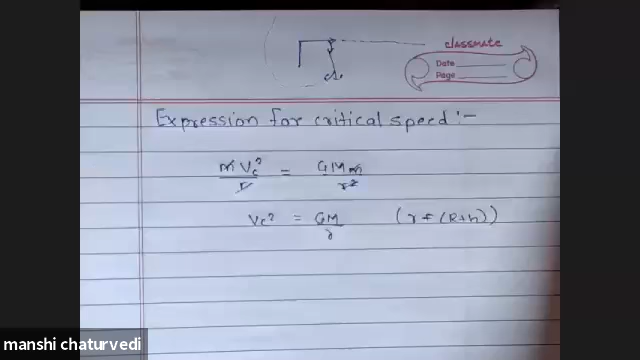 classmate
Date
Page
Expression for critical speed :-
m Vc² / r = GMm / r²
Vc² = GM / r (r = (R+h))
manshi chaturvedi